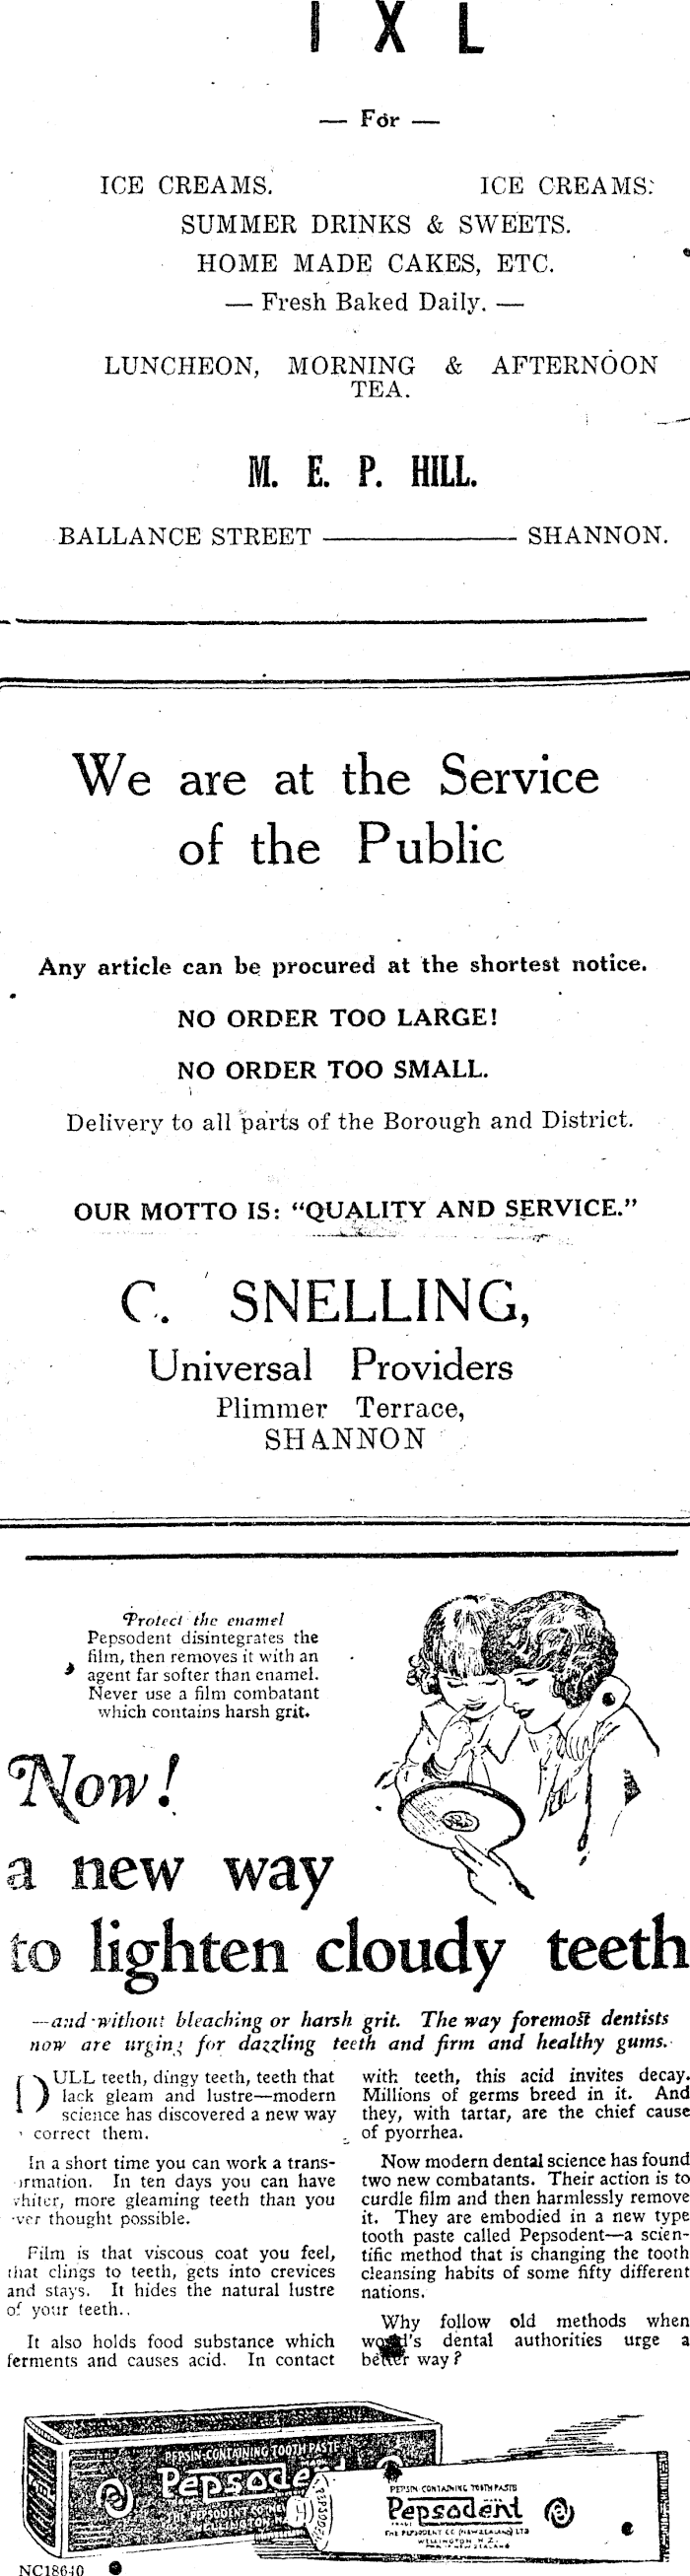 I X L
— For —
ICE CREAMS. ICE CREAMS.
SUMMER DRINKS & SWEETS.
HOME MADE CAKES, ETC.
— Fresh Baked Daily. —
LUNCHEON, MORNING & AFTERNOON
TEA.
M. E. P. HILL.
BALLANCE STREET ——— SHANNON.
We are at the Service
of the Public
Any article can be procured at the shortest notice.
NO ORDER TOO LARGE!
NO ORDER TOO SMALL.
Delivery to all parts of the Borough and District.
OUR MOTTO IS: “QUALITY AND SERVICE.”
C. SNELLING,
Universal Providers
Plimmer Terrace,
SHANNON
Protect the enamel
Pepsodent disintegrates the
film, then removes it with an
agent far softer than enamel.
Never use a film combatant
which contains harsh grit.
Now!
a new way
to lighten cloudy teeth
—and without bleaching or harsh grit. The way foremost dentists
now are urging for dazzling teeth and firm and healthy gums.
DULL teeth, dingy teeth, teeth that
lack gleam and lustre—modern
science has discovered a new way
correct them.
In a short time you can work a trans-
ormation. In ten days you can have
whiter, more gleaming teeth than you
ever thought possible.
Film is that viscous coat you feel,
that clings to teeth, gets into crevices
and stays. It hides the natural lustre
of your teeth..
It also holds food substance which
ferments and causes acid. In contact
with teeth, this acid invites decay.
Millions of germs breed in it. And
they, with tartar, are the chief cause
of pyorrhea.
Now modern dental science has found
two new combatants. Their action is to
curdle film and then harmlessly remove
it. They are embodied in a new type
tooth paste called Pepsodent—a scien-
tific method that is changing the tooth
cleansing habits of some fifty different
nations.
Why follow old methods when
world's dental authorities urge a
better way?
PEPSIN-CONTAINING TOOTH PASTE
Pepsodent
THE PEPSODENT
PEPSIN CONTAINING TOOTH PASTE
Pepsodent
THE PEPSODENT CO (NEW ZEALAND) LTD
WELLINGTON N.Z.
NC18640